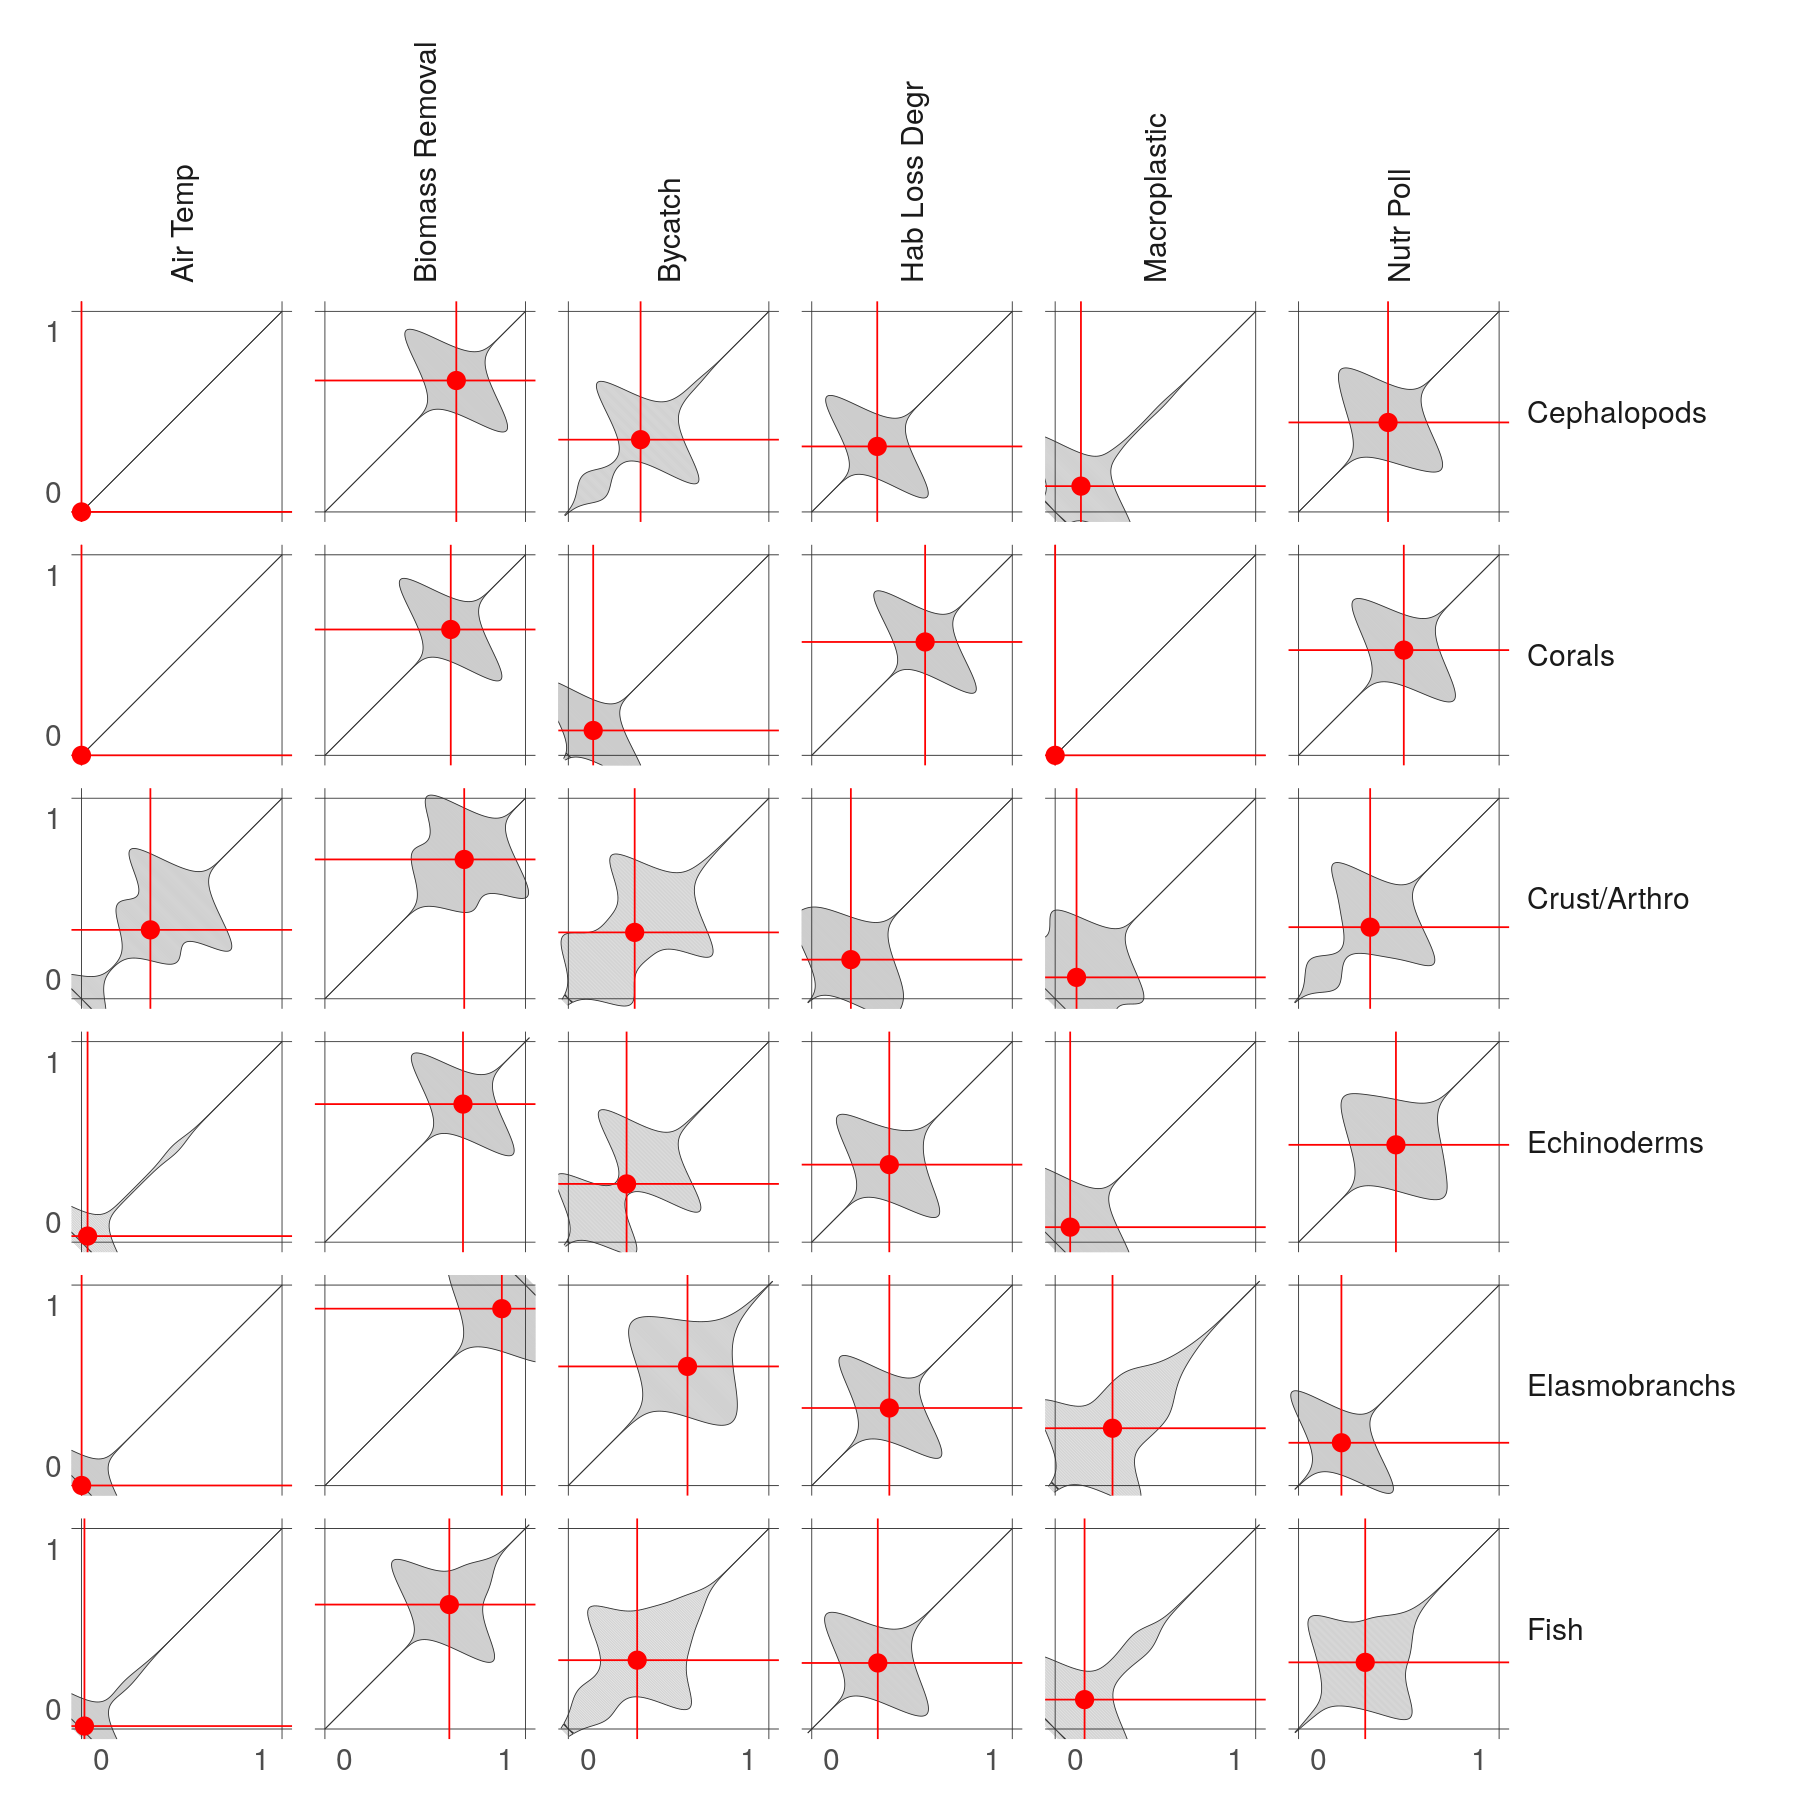 Air Temp
Biomass Removal
Bycatch
Hab Loss Degr
Macroplastic
Nutr Poll
1
0
Cephalopods
1
0
Corals
1
0
Crust/Arthro
1
0
Echinoderms
1
0
Elasmobranchs
1
0
Fish
0 1 0 1 0 1 0 1 0 1 0 1